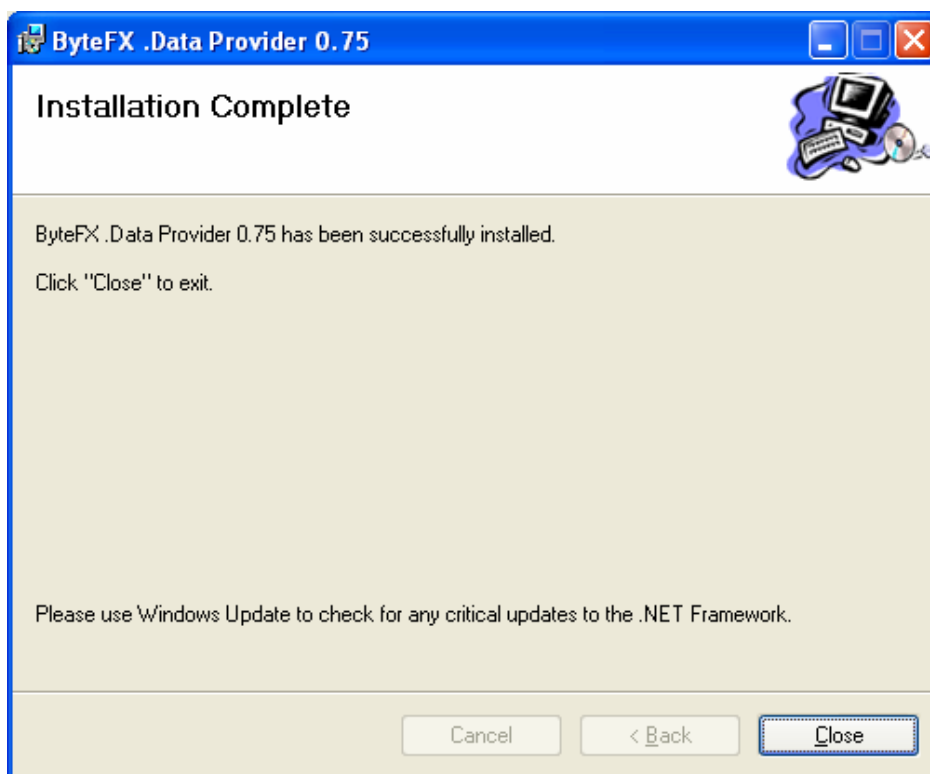 ByteFX .Data Provider 0.75
Installation Complete
ByteFX .Data Provider 0.75 has been successfully installed.
Click "Close" to exit.
Please use Windows Update to check for any critical updates to the .NET Framework.
Cancel < Back Close